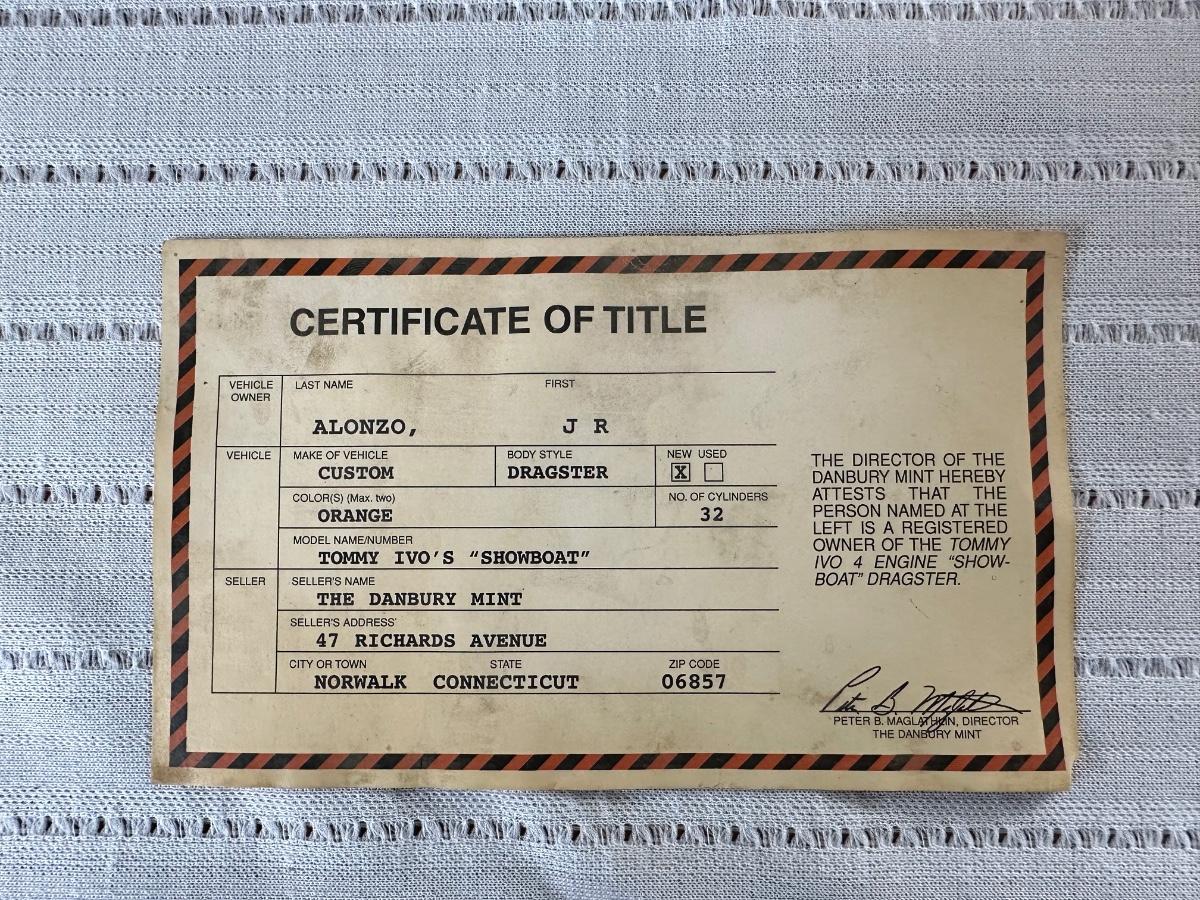 CERTIFICATE OF TITLE
VEHICLE OWNER
LAST NAME FIRST
ALONZO, J R
VEHICLE
MAKE OF VEHICLE BODY STYLE NEW USED
CUSTOM DRAGSTER X
COLOR(S) (Max. two) NO. OF CYLINDERS
ORANGE 32
MODEL NAME/NUMBER
TOMMY IVO'S “SHOWBOAT”
SELLER
SELLER'S NAME
THE DANBURY MINT
SELLER'S ADDRESS
47 RICHARDS AVENUE
CITY OR TOWN STATE ZIP CODE
NORWALK CONNECTICUT 06857
THE DIRECTOR OF THE
DANBURY MINT HEREBY
ATTESTS THAT THE
PERSON NAMED AT THE
LEFT IS A REGISTERED
OWNER OF THE TOMMY
IVO 4 ENGINE “SHOW-
BOAT” DRAGSTER.
Peter B. Maglathlin
PETER B. MAGLATHLIN, DIRECTOR
THE DANBURY MINT